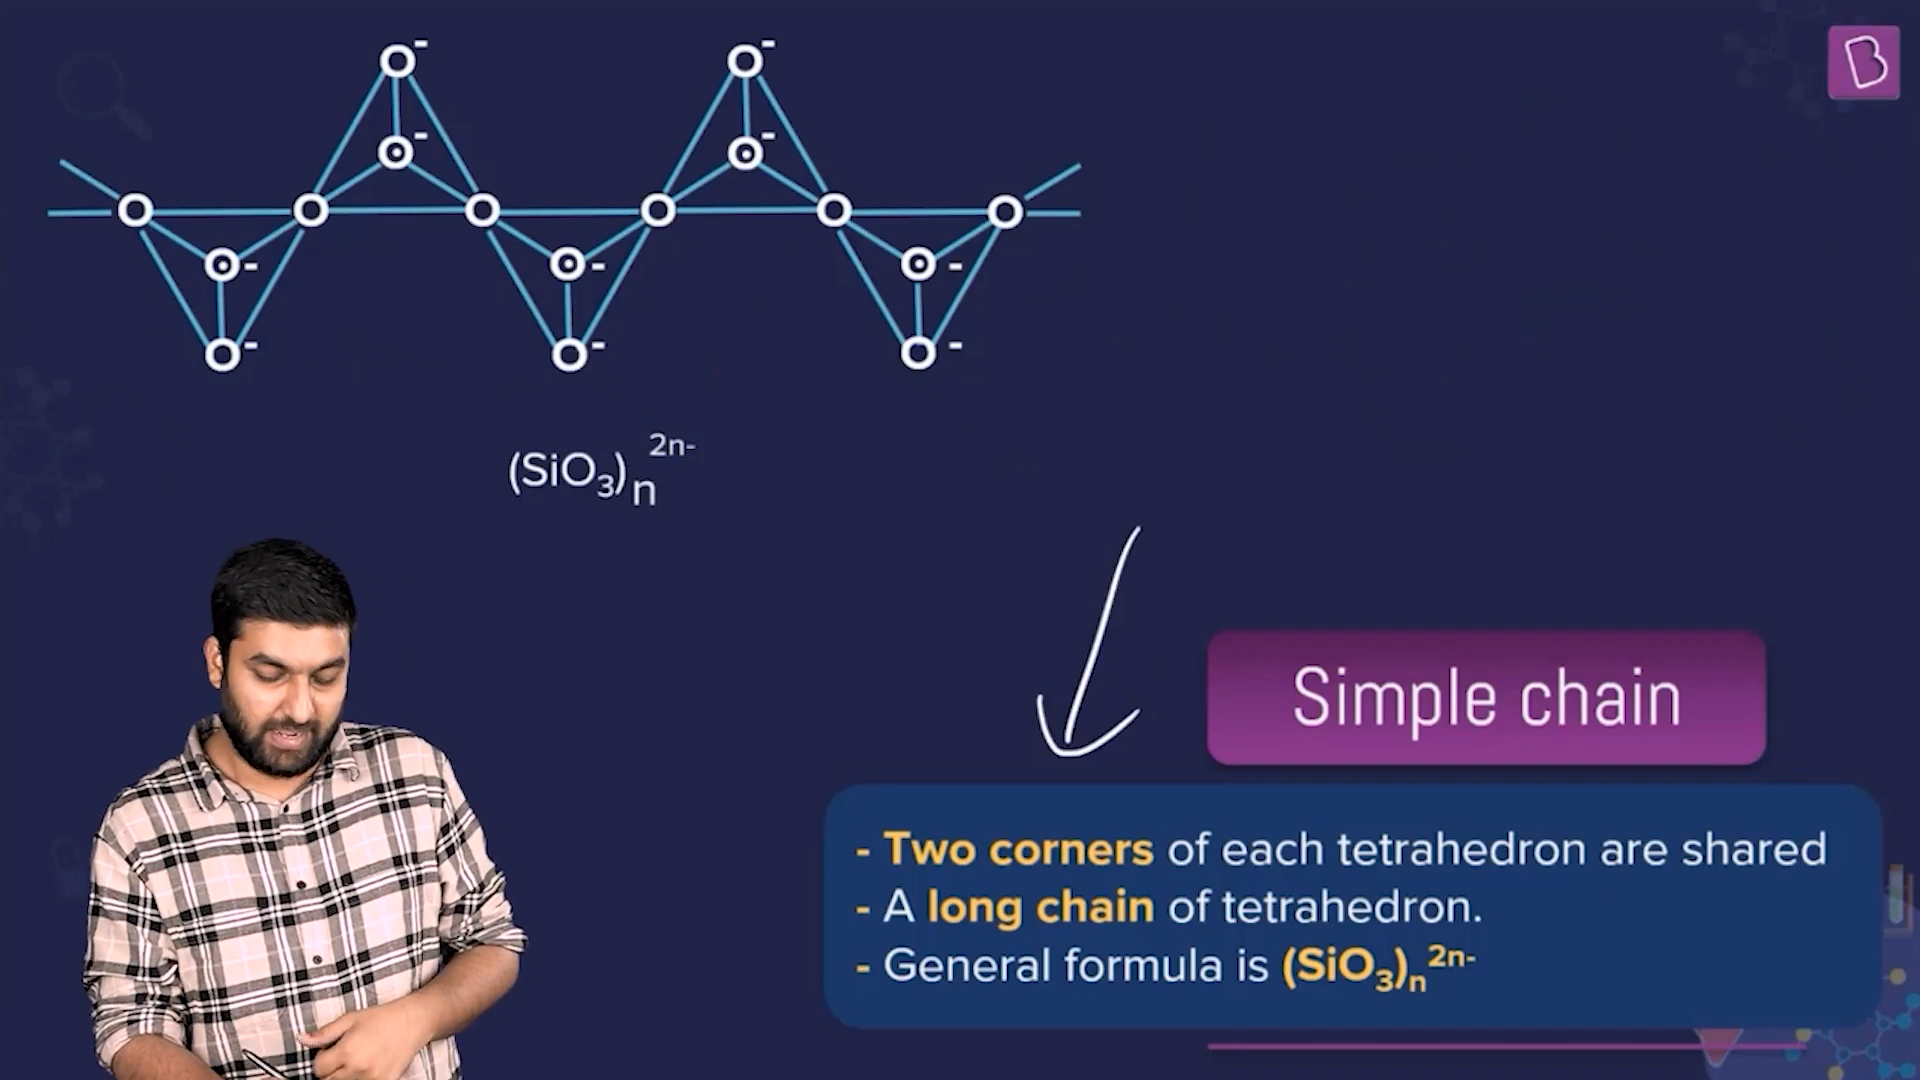 O⁻ O⁻
O⁻ O⁻
O O O O O O
O- O- O-
O- O- O-
(SiO₃)ₙ²ⁿ⁻
B
Simple chain
- Two corners of each tetrahedron are shared
- A long chain of tetrahedron.
- General formula is (SiO₃)ₙ²ⁿ⁻